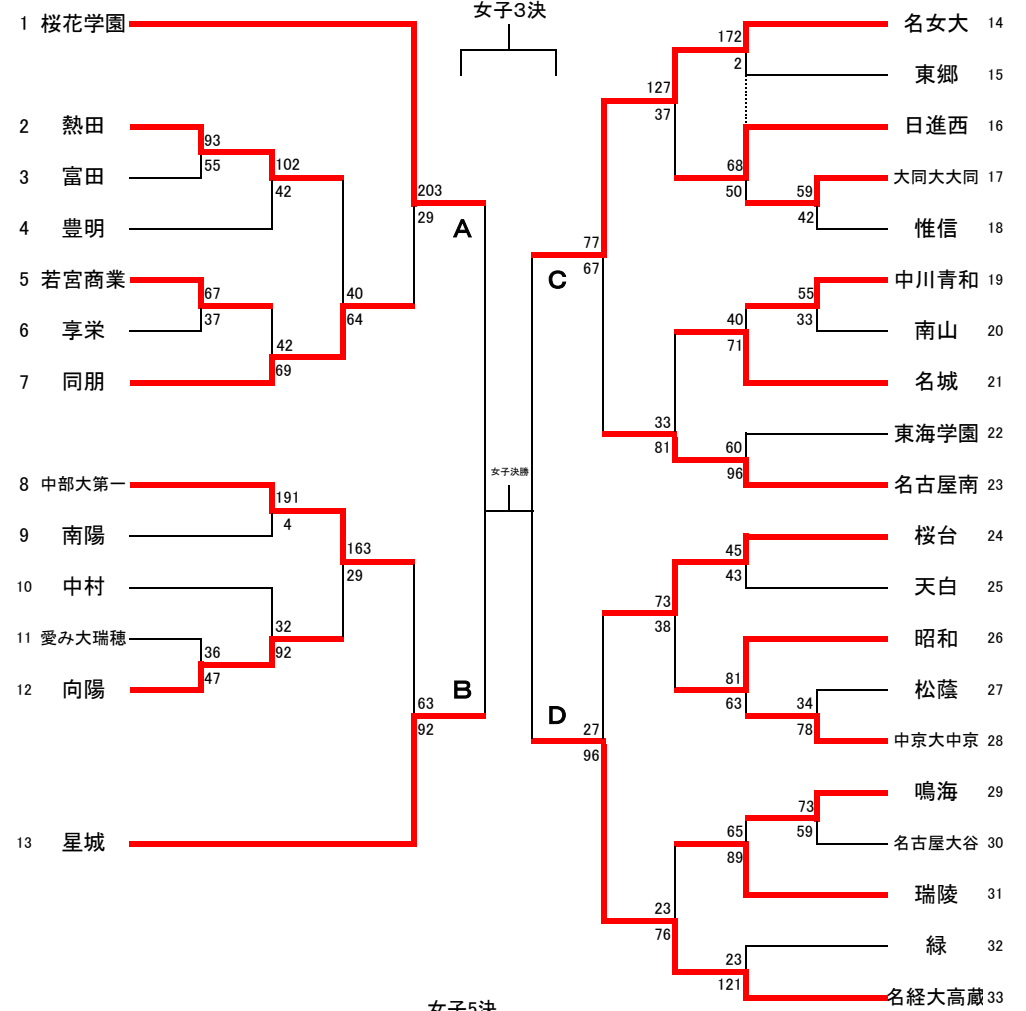 女子3決
1 桜花学園
2 熱田
93
3 富田
55
102
4 豊明
42
5 若宮商業
67
6 享栄
37
42
7 同朋
69
40
64
203
29
A
8 中部大第一
191
9 南陽
4
163
29
10 中村
32
11 愛み大瑞穂
36
92
12 向陽
47
B
63
92
13 星城
女子決勝
名女大 14
172
東郷 15
2
127
37
日進西 16
68
大同大大同 17
50
59
惟信 18
42
77
67
C
中川青和 19
55
南山 20
33
40
名城 21
71
東海学園 22
33
60
名古屋南 23
81
96
桜台 24
45
天白 25
43
73
38
昭和 26
81
松蔭 27
63
34
中京大中京 28
78
D
27
96
鳴海 29
73
名古屋大谷 30
59
65
瑞陵 31
89
23
76
緑 32
23
名経大高蔵 33
121
女子5決